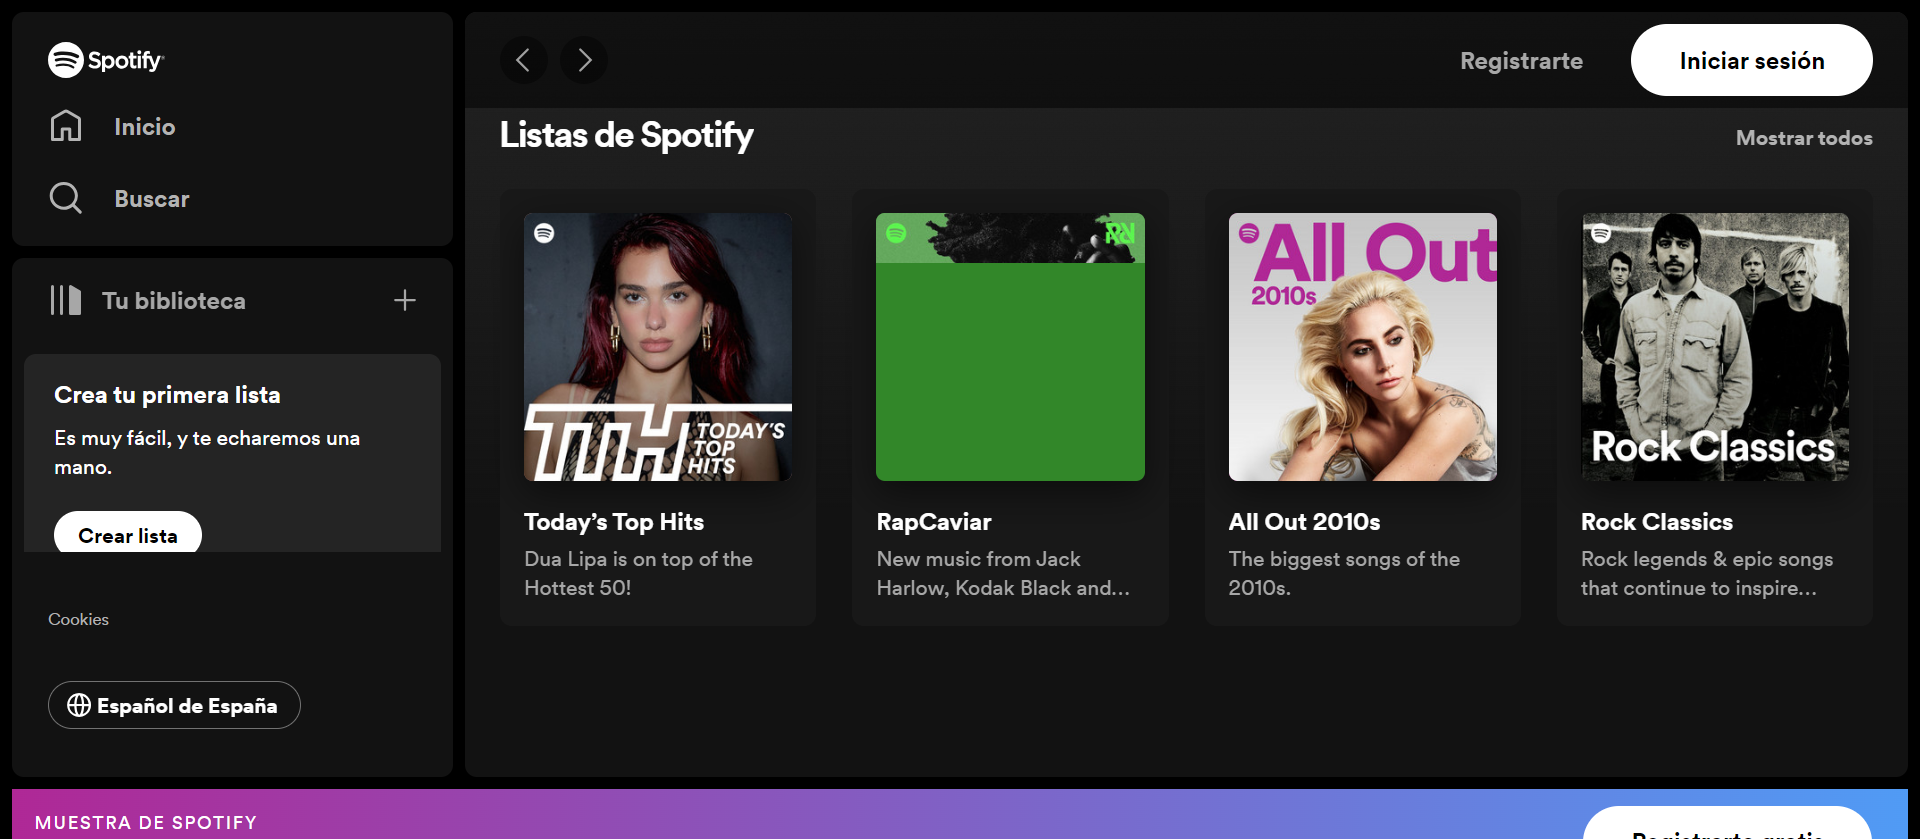 Spotify
Inicio
Buscar
Tu biblioteca
Crea tu primera lista
Es muy fácil, y te echaremos una
mano.
Crear lista
Cookies
Español de España
Registrarte
Iniciar sesión
Listas de Spotify
Mostrar todos
TTH TODAY'S
TOP
HITS
Today’s Top Hits
Dua Lipa is on top of the
Hottest 50!
RapCaviar
New music from Jack
Harlow, Kodak Black and…
All Out
2010s
All Out 2010s
The biggest songs of the
2010s.
Rock Classics
Rock Classics
Rock legends & epic songs
that continue to inspire…
MUESTRA DE SPOTIFY
Registrarte gratis